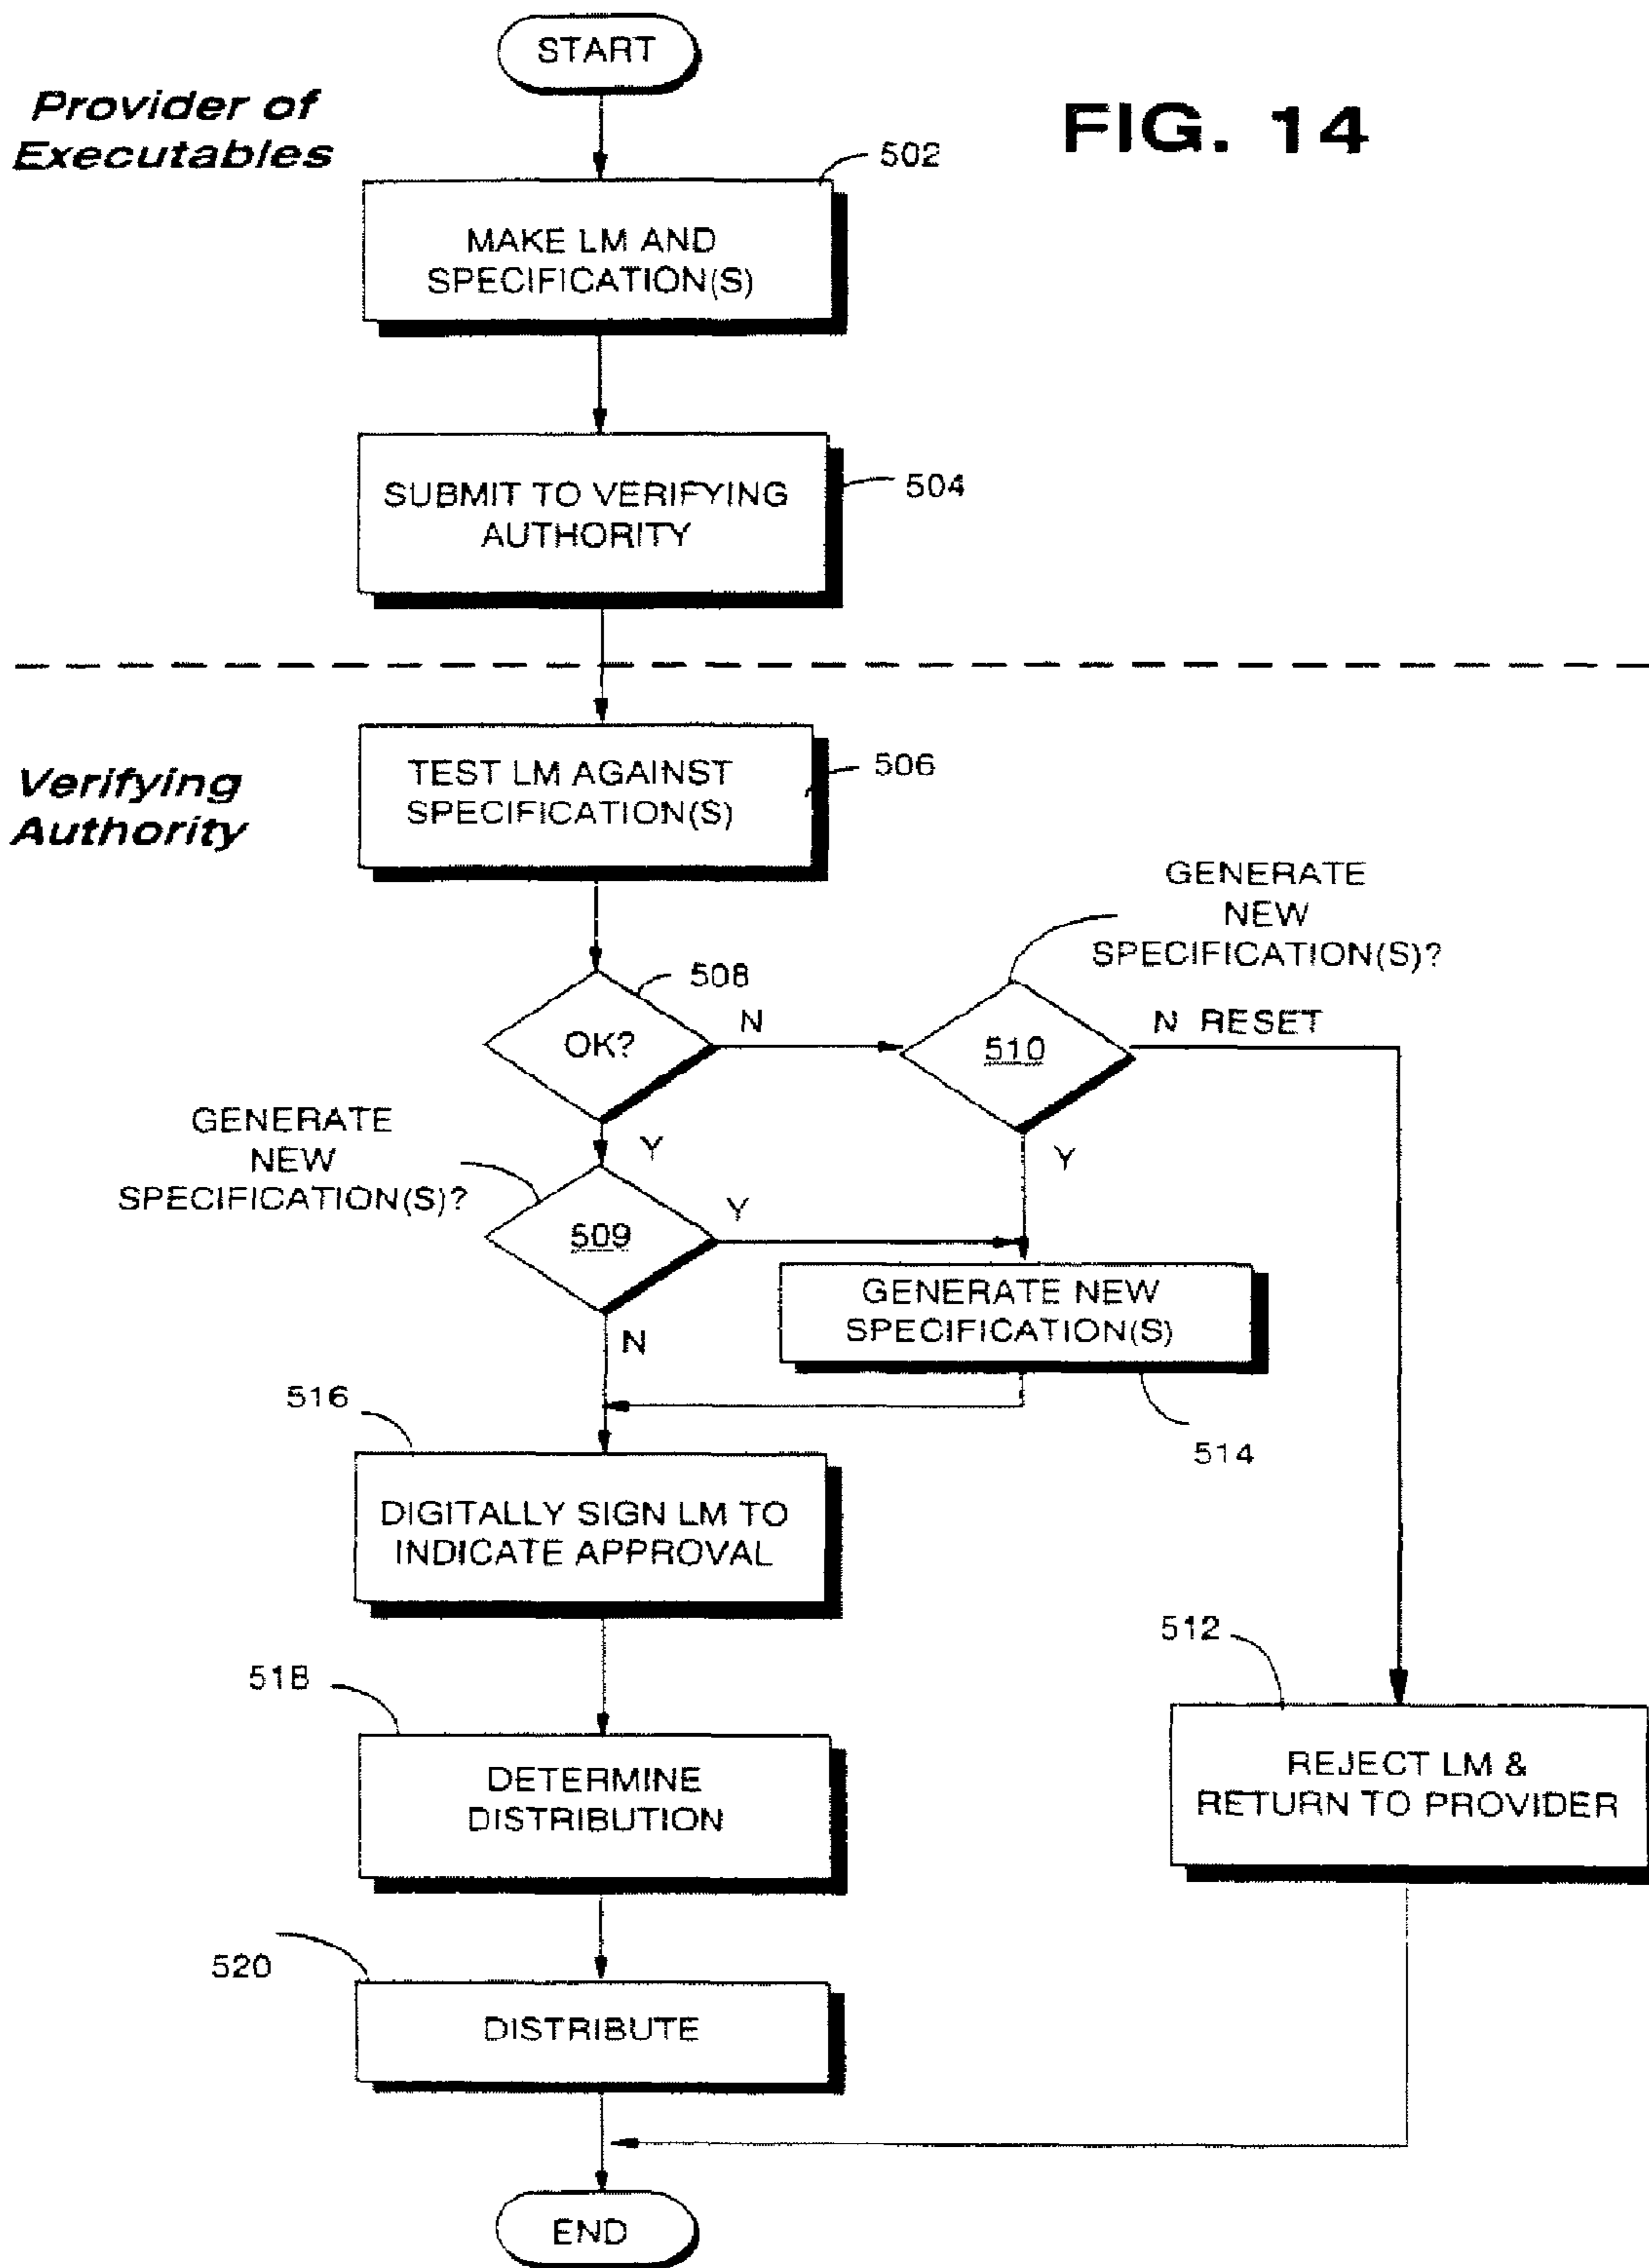 START
Provider of
Executables
FIG. 14
502
MAKE LM AND
SPECIFICATION(S)
504
SUBMIT TO VERIFYING
AUTHORITY
Verifying
Authority
506
TEST LM AGAINST
SPECIFICATION(S)
GENERATE
NEW
SPECIFICATION(S)?
508
OK?
N
510
N RESET
GENERATE
NEW
SPECIFICATION(S)?
Y
Y
509
Y
N
GENERATE NEW
SPECIFICATION(S)
514
516
DIGITALLY SIGN LM TO
INDICATE APPROVAL
518
DETERMINE
DISTRIBUTION
512
REJECT LM &
RETURN TO PROVIDER
520
DISTRIBUTE
END